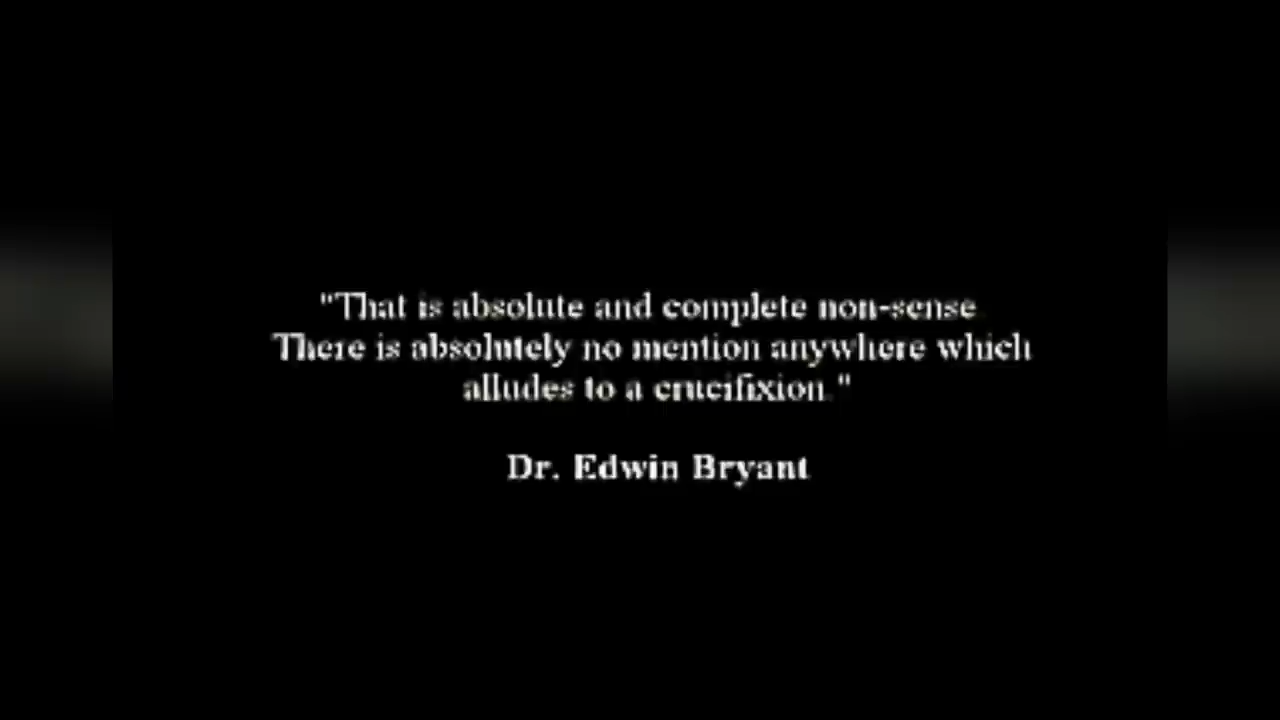 "That is absolute and complete non-sense
There is absolutely no mention anywhere which
alludes to a crucifixion."
Dr. Edwin Bryant